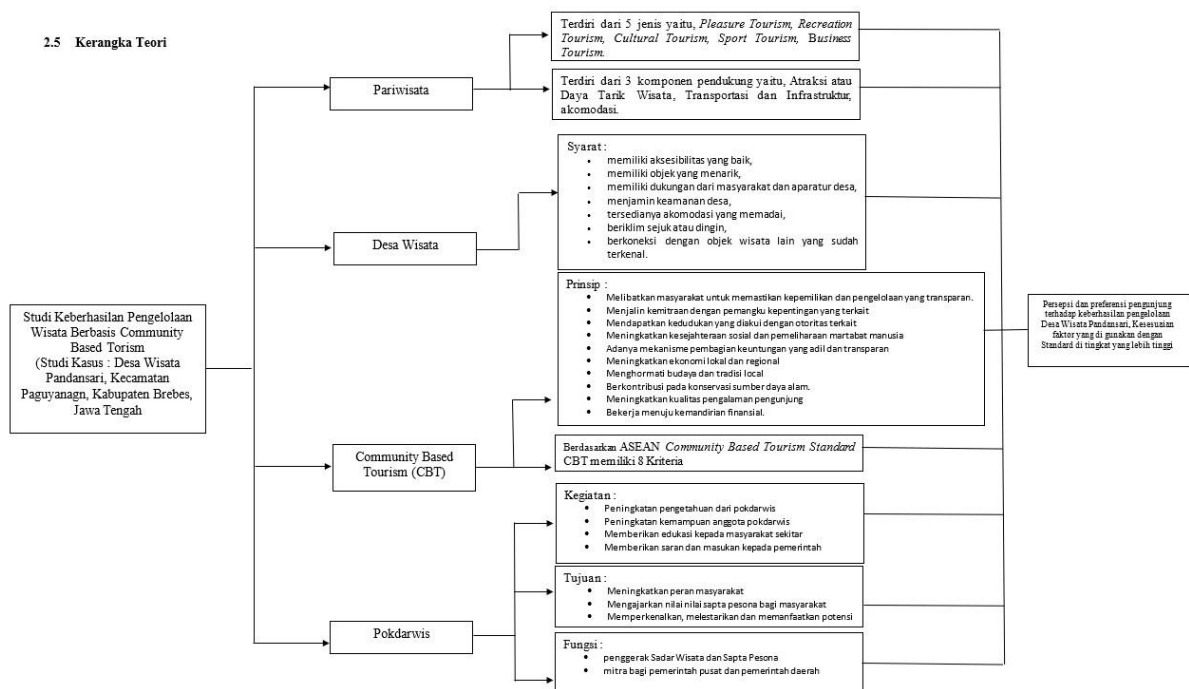 2.5 Kerangka Teori
Studi Keberhasilan Pengelolaan
Wisata Berbasis Community
Based Torism
(Studi Kasus : Desa Wisata
Pandansari, Kecamatan
Paguyanagn, Kabupaten Brebes,
Jawa Tengah
Pariwisata
Terdiri dari 5 jenis yaitu, Pleasure Tourism, Recreation
Tourism, Cultural Tourism, Sport Tourism, Business
Tourism.
Terdiri dari 3 komponen pendukung yaitu, Atraksi atau
Daya Tarik Wisata, Transportasi dan Infrastruktur,
akomodasi.
Desa Wisata
Syarat :
• memiliki aksesibilitas yang baik,
• memiliki objek yang menarik,
• memiliki dukungan dari masyarakat dan aparatur desa,
• menjamin keamanan desa,
• tersedianya akomodasi yang memadai,
• beriklim sejuk atau dingin,
• berkoneksi dengan objek wisata lain yang sudah
terkenal.
Community Based
Tourism (CBT)
Prinsip :
• Melibatkan masyarakat untuk memastikan kepemilikan dan pengelolaan yang transparan.
• Menjalin kemitraan dengan pemangku kepentingan yang terkait
• Mendapatkan kedudukan yang diakui dengan otoritas terkait
• Meningkatkan kesejahteraan sosial dan pemeliharaan martabat manusia
• Adanya mekanisme pembagian keuntungan yang adil dan transparan
• Meningkatkan ekonomi lokal dan regional
• Menghormati budaya dan tradisi local
• Berkontribusi pada konservasi sumber daya alam.
• Meningkatkan kualitas pengalaman pengunjung
• Bekerja menuju kemandirian finansial.
Berdasarkan ASEAN Community Based Tourism Standard
CBT memiliki 8 Kriteria
Pokdarwis
Kegiatan :
• Peningkatan pengetahuan dari pokdarwis
• Peningkatan kemampuan anggota pokdarwis
• Memberikan edukasi kepada masyarakat sekitar
• Memberikan saran dan masukan kepada pemerintah
Tujuan :
• Meningkatkan peran masyarakat
• Mengajarkan nilai nilai sapta pesona bagi masyarakat
• Memperkenalkan, melestarikan dan memanfaatkan potensi
Fungsi :
• penggerak Sadar Wisata dan Sapta Pesona
• mitra bagi pemerintah pusat dan pemerintah daerah
Persepsi dan preferensi pengunjung
terhadap keberhasilan pengelolaan
Desa Wisata Pandansari, Kesesuaian
faktor yang di gunakan dengan
Standard di tingkat yang lebih tinggi